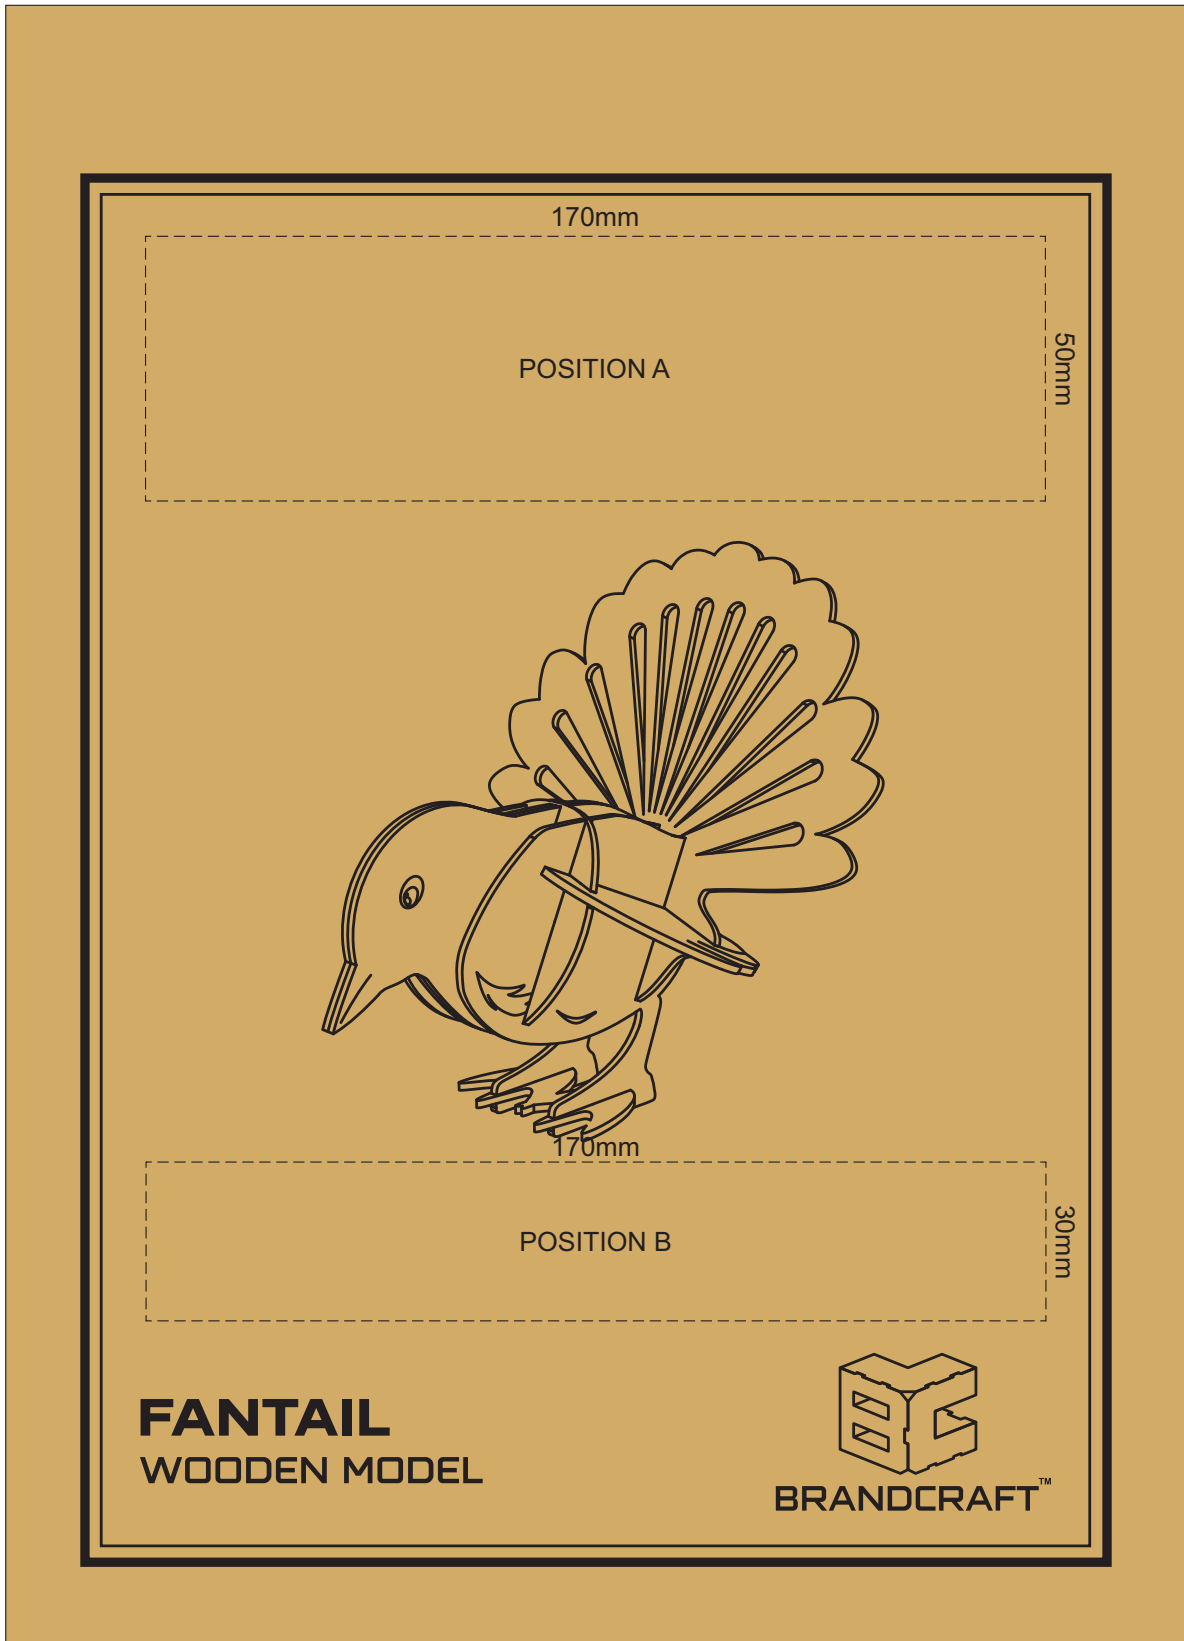 170mm
POSITION A
50mm
170mm
POSITION B
30mm
FANTAIL
WOODEN MODEL
BRANDCRAFT™